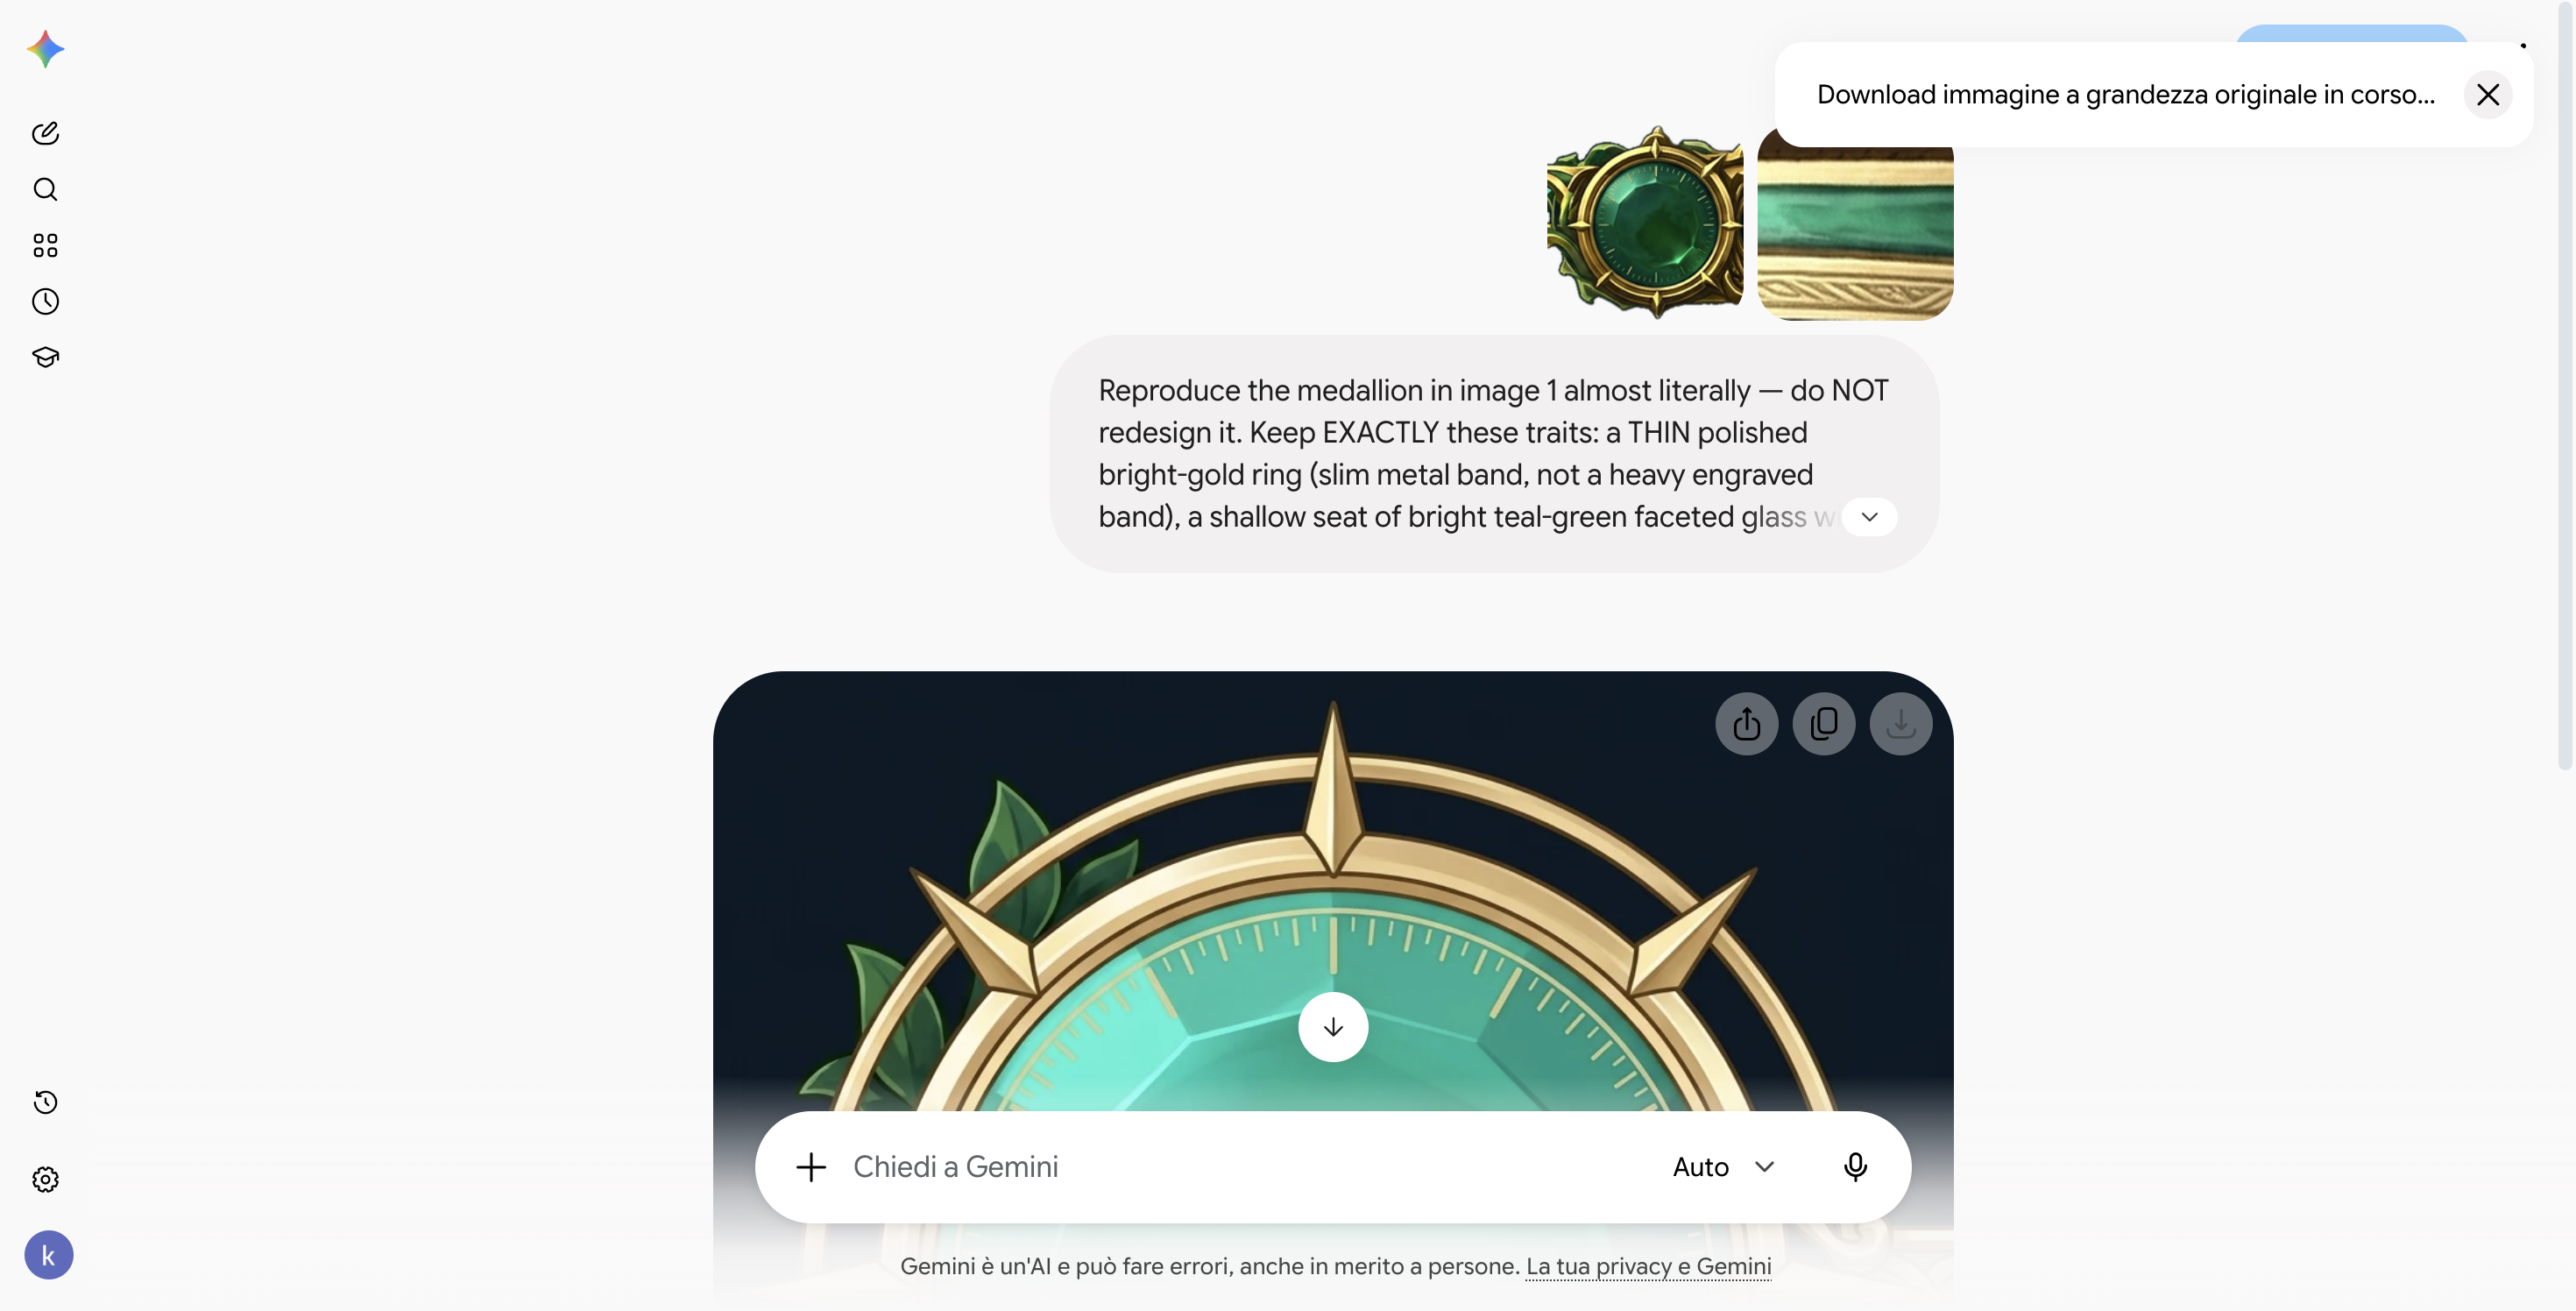 Download immagine a grandezza originale in corso...
Reproduce the medallion in image 1 almost literally — do NOT
redesign it. Keep EXACTLY these traits: a THIN polished
bright-gold ring (slim metal band, not a heavy engraved
band), a shallow seat of bright teal-green faceted glass
Chiedi a Gemini
Auto
Gemini è un'AI e può fare errori, anche in merito a persone. La tua privacy e Gemini
k